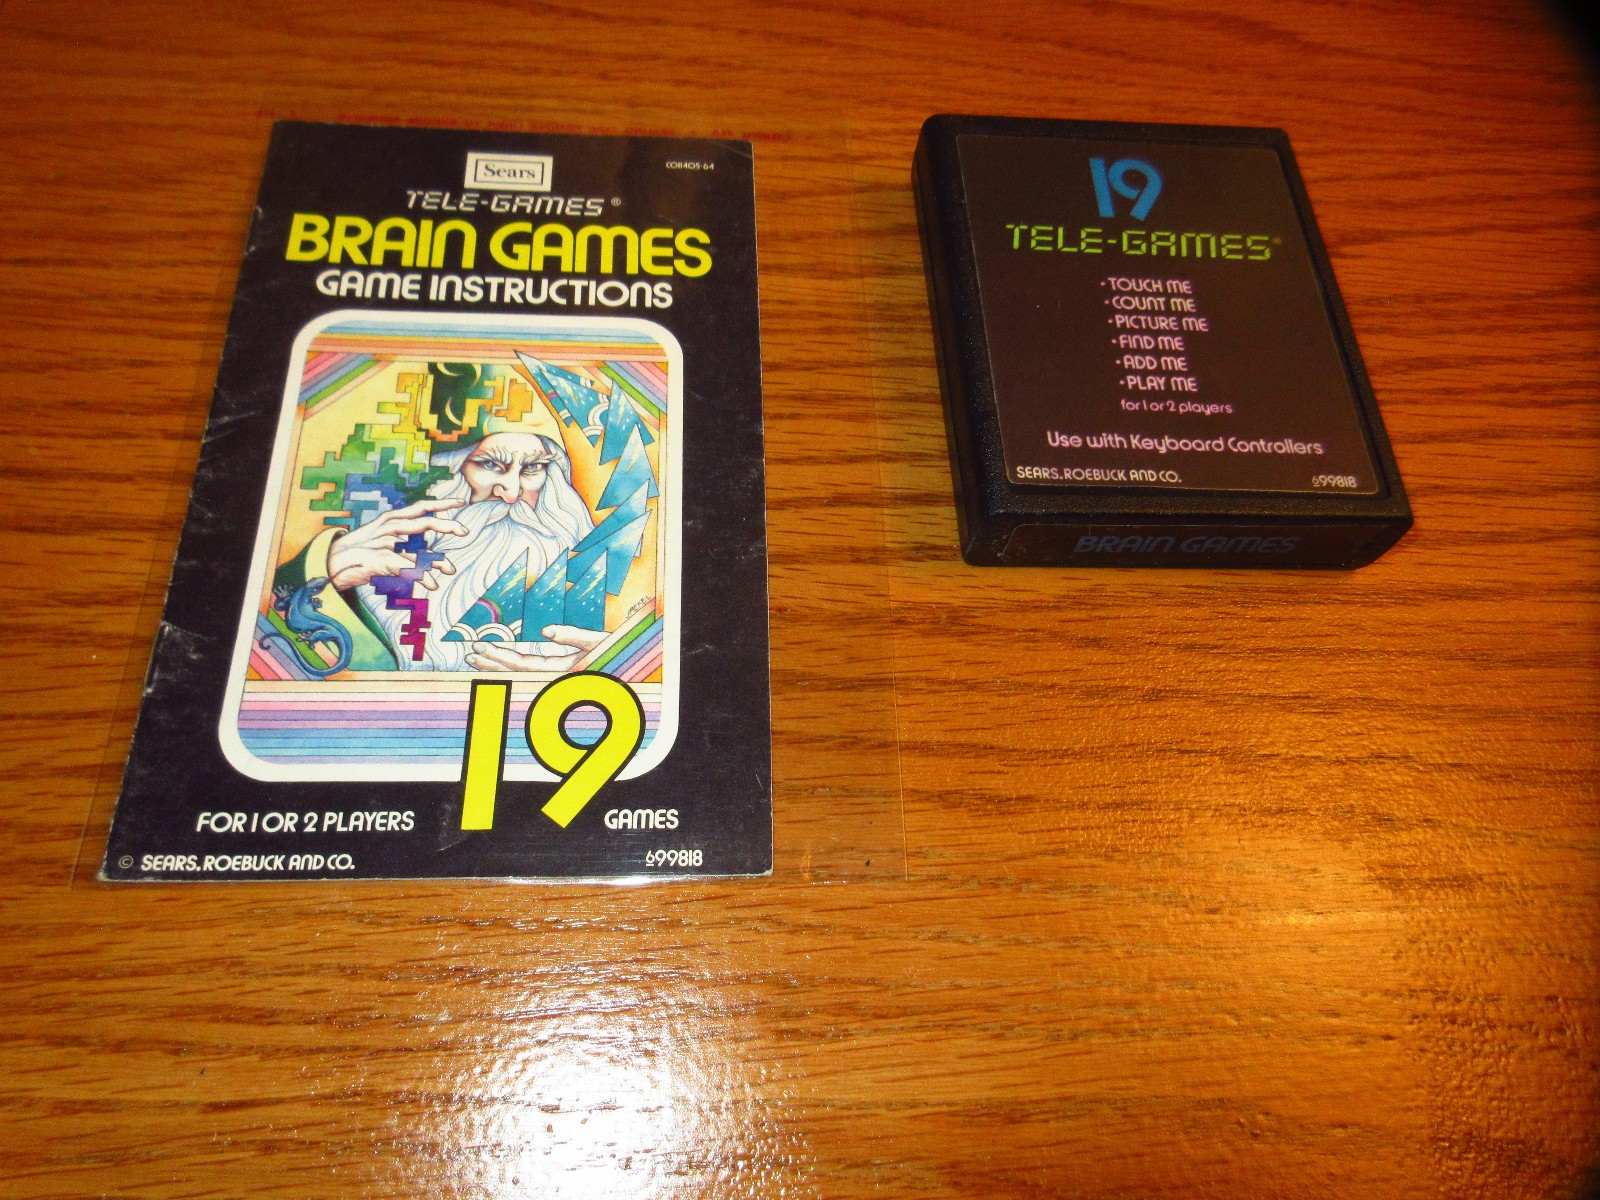 Sears
CO11405-64
TELE-GAMES®
BRAIN GAMES
GAME INSTRUCTIONS
19
FOR 1 OR 2 PLAYERS
GAMES
© SEARS, ROEBUCK AND CO.
699818
19
TELE-GAMES®
• TOUCH ME
• COUNT ME
• PICTURE ME
• FIND ME
• ADD ME
• PLAY ME
for 1 or 2 players
Use with Keyboard Controllers
SEARS, ROEBUCK AND CO.
699818
BRAIN GAMES